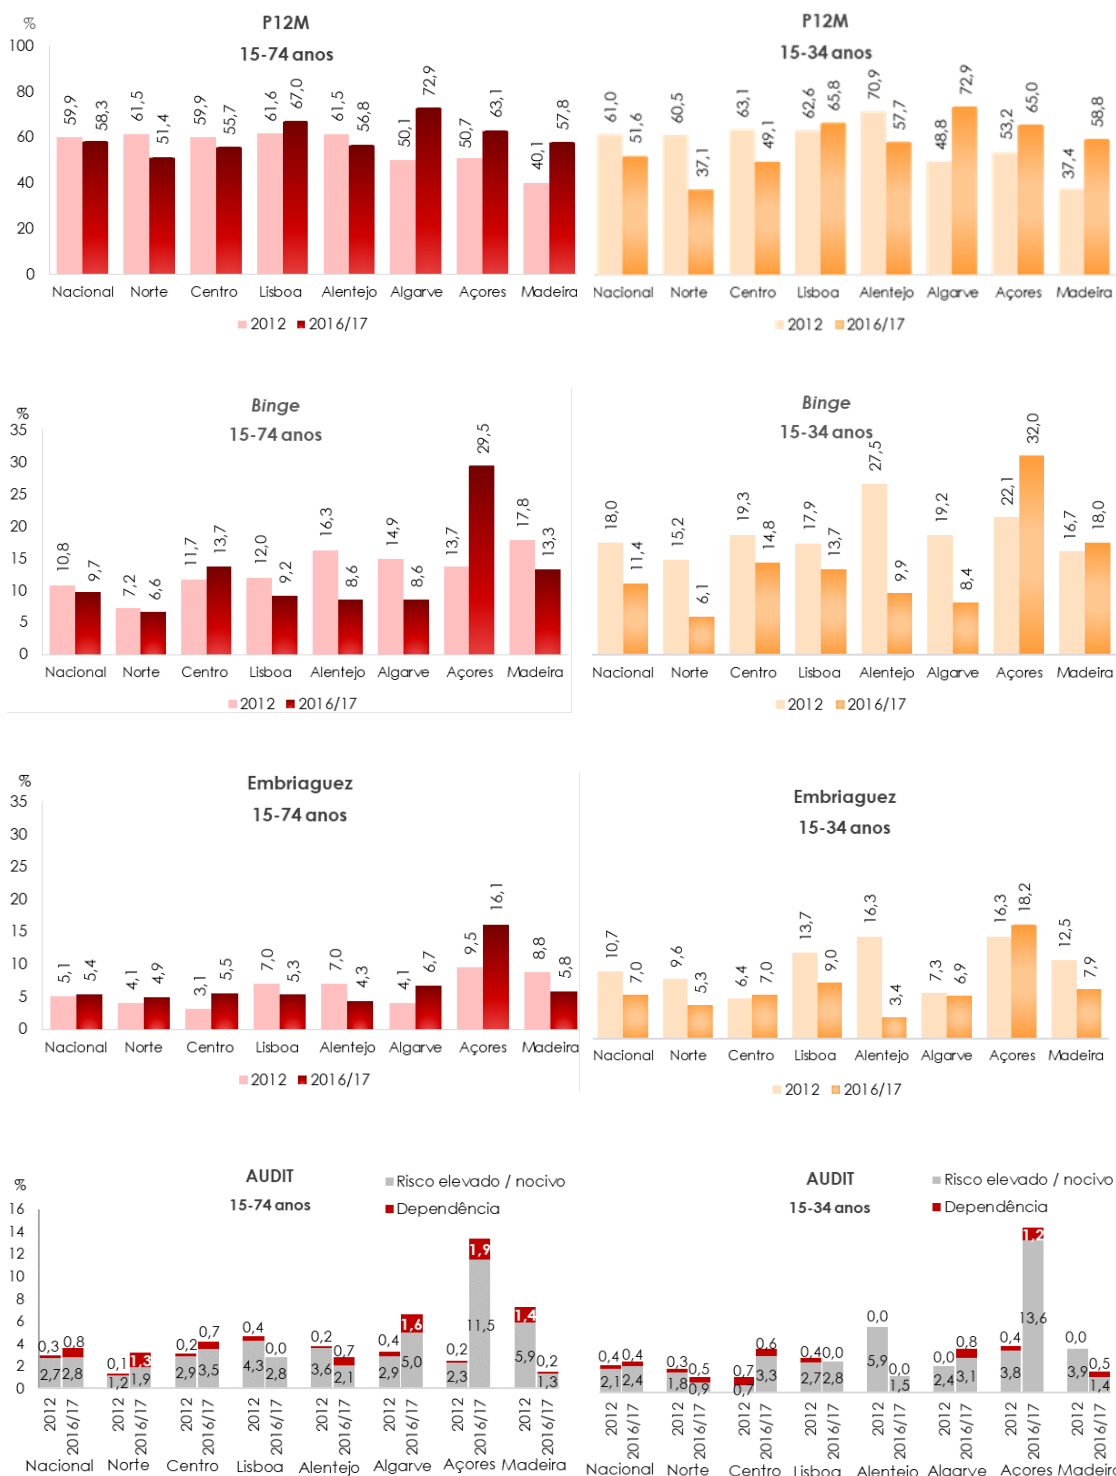 %
P12M
15-74 anos
100
80
60
40
20
0
59,9 58,3 61,5 51,4 59,9 55,7 61,6 67,0 61,5 56,8 50,1 72,9 50,7 63,1 40,1 57,8
Nacional Norte Centro Lisboa Alentejo Algarve Açores Madeira
2012 2016/17
P12M
15-34 anos
61,0 51,6 60,5 37,1 63,1 49,1 62,6 65,8 70,9 57,7 48,8 72,9 53,2 65,0 37,4 58,8
Nacional Norte Centro Lisboa Alentejo Algarve Açores Madeira
2012 2016/17
Binge
15-74 anos
%
35
30
25
20
15
10
5
0
10,8 9,7 7,2 6,6 11,7 13,7 12,0 9,2 16,3 8,6 14,9 8,6 13,7 29,5 17,8 13,3
Nacional Norte Centro Lisboa Alentejo Algarve Açores Madeira
2012 2016/17
Binge
15-34 anos
18,0 11,4 15,2 6,1 19,3 14,8 17,9 13,7 27,5 9,9 19,2 8,4 22,1 32,0 16,7 18,0
Nacional Norte Centro Lisboa Alentejo Algarve Açores Madeira
2012 2016/17
%
Embriaguez
15-74 anos
35
30
25
20
15
10
5
0
5,1 5,4 4,1 4,9 3,1 5,5 7,0 5,3 7,0 4,3 4,1 6,7 9,5 16,1 8,8 5,8
Nacional Norte Centro Lisboa Alentejo Algarve Açores Madeira
2012 2016/17
Embriaguez
15-34 anos
10,7 7,0 9,6 5,3 6,4 7,0 13,7 9,0 16,3 3,4 7,3 6,9 16,3 18,2 12,5 7,9
Nacional Norte Centro Lisboa Alentejo Algarve Açores Madeira
2012 2016/17
AUDIT
15-74 anos
Risco elevado / nocivo
Dependência
%
16
14
12
10
8
6
4
2
0
0,3 0,8 0,1 1,3 0,2 0,7 0,4 0,0 0,2 0,7 0,4 1,6 0,2 1,9 1,4 0,2
2,7 2,8 1,2 1,9 2,9 3,5 4,3 2,8 3,6 2,1 2,9 5,0 2,3 11,5 5,9 1,3
2012 2016/17 2012 2016/17 2012 2016/17 2012 2016/17 2012 2016/17 2012 2016/17 2012 2016/17 2012 2016/17
Nacional Norte Centro Lisboa Alentejo Algarve Açores Madeira
AUDIT
15-34 anos
Risco elevado / nocivo
Dependência
0,4 0,4 0,3 0,5 0,7 0,6 0,4 0,0 0,0 0,0 0,0 0,8 0,4 1,2 0,0 0,5
2,1 2,4 1,8 0,9 0,7 3,3 2,7 2,8 5,9 1,5 2,4 3,1 3,8 13,6 3,9 1,4
2012 2016/17 2012 2016/17 2012 2016/17 2012 2016/17 2012 2016/17 2012 2016/17 2012 2016/17 2012 2016/17
Nacional Norte Centro Lisboa Alentejo Algarve Açores Madeira